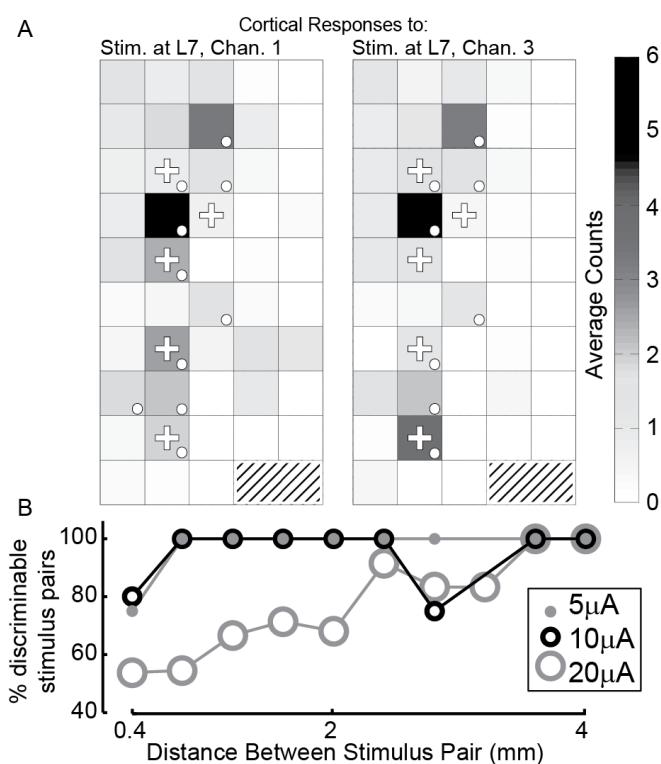 A
Cortical Responses to:
Stim. at L7, Chan. 1
Stim. at L7, Chan. 3
6
5
4
3
2
1
0
Average Counts
B
100
80
60
40
% discriminable
stimulus pairs
5μA
10μA
20μA
0.4
2
4
Distance Between Stimulus Pair (mm)